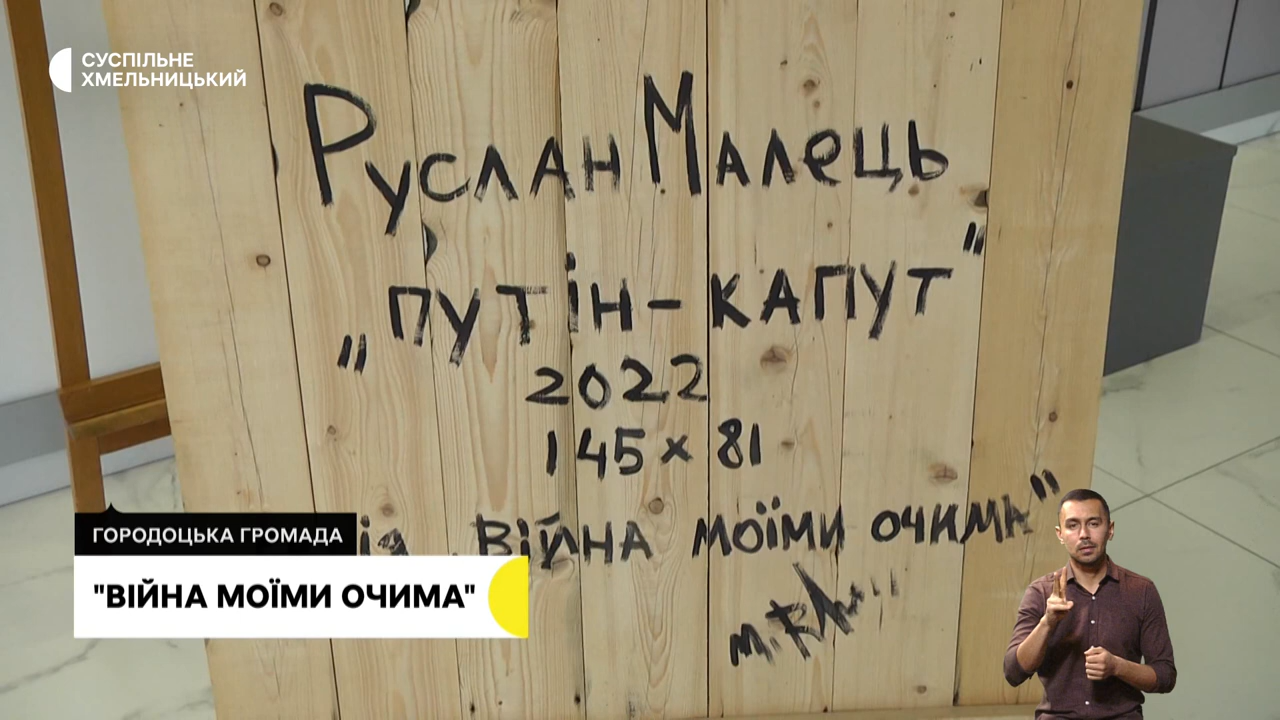 СУСПІЛЬНЕ
ХМЕЛЬНИЦЬКИЙ
Руслан Малець
„ПУТІН-КАПУТ"
2022
145 х 81
ВІЙНА МОЇМИ ОЧИМА"
ГОРОДОЦЬКА ГРОМАДА
"ВІЙНА МОЇМИ ОЧИМА"